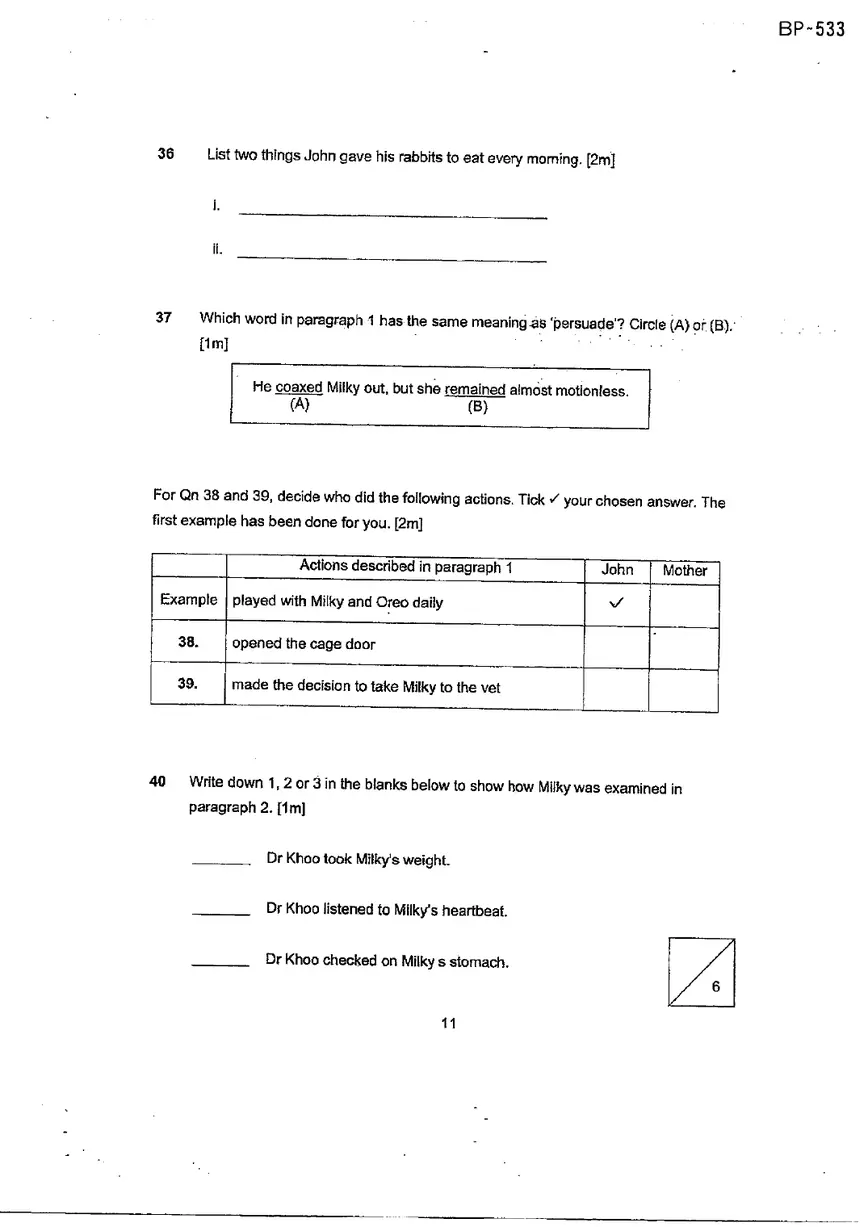 BP-533
36 List two things John gave his rabbits to eat every morning. [2m]
i.
ii.
37 Which word in paragraph 1 has the same meaning as 'persuade'? Circle (A) or (B).
[1m]
He coaxed Milky out, but she remained almost motionless.
(A) (B)
For Qn 38 and 39, decide who did the following actions. Tick ✓ your chosen answer. The
first example has been done for you. [2m]
Actions described in paragraph 1 John Mother
Example played with Milky and Oreo daily ✓
38. opened the cage door
39. made the decision to take Milky to the vet
40 Write down 1, 2 or 3 in the blanks below to show how Milky was examined in
paragraph 2. [1m]
Dr Khoo took Milky's weight.
Dr Khoo listened to Milky's heartbeat.
Dr Khoo checked on Milky s stomach.
6
11